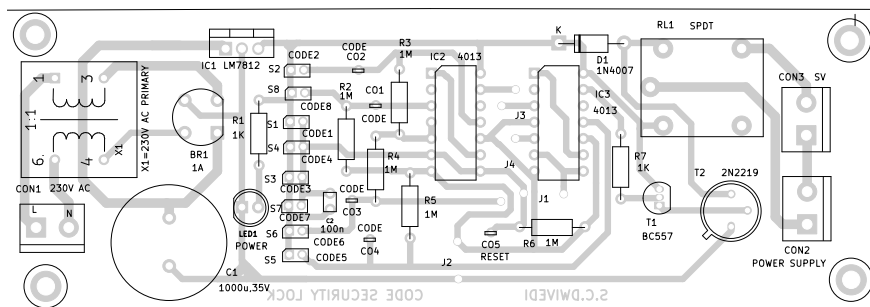 K
RL1 SPDT
IC1 LM7812
CODE2
CODE
CO2
R3
1M
IC2 4013
D1
1N4007
S2
S8
R2
1M
CO1
CODE
CODE8
IC3
4013
CON3 SV
1
3
1:1
6.
4
X1
X1=230V AC PRIMARY
BR1
1A
R1
1K
S1
CODE1
S4
CODE4
R4
1M
J3
J4
R7
1K
T2 2N2219
CON1 230V AC
L
N
S3
CODE3
S7
CODE7
CODE
CO3
C2
100n
R5
1M
J1
T1
BC557
LED1
POWER
S6
CODE6
S5
CODE5
CODE
CO4
CO5
RESET
R6 1M
J2
C1
1000u,35V
CON2
POWER SUPPLY
CODE SECURITY LOCK
S.C.DWIVEDI